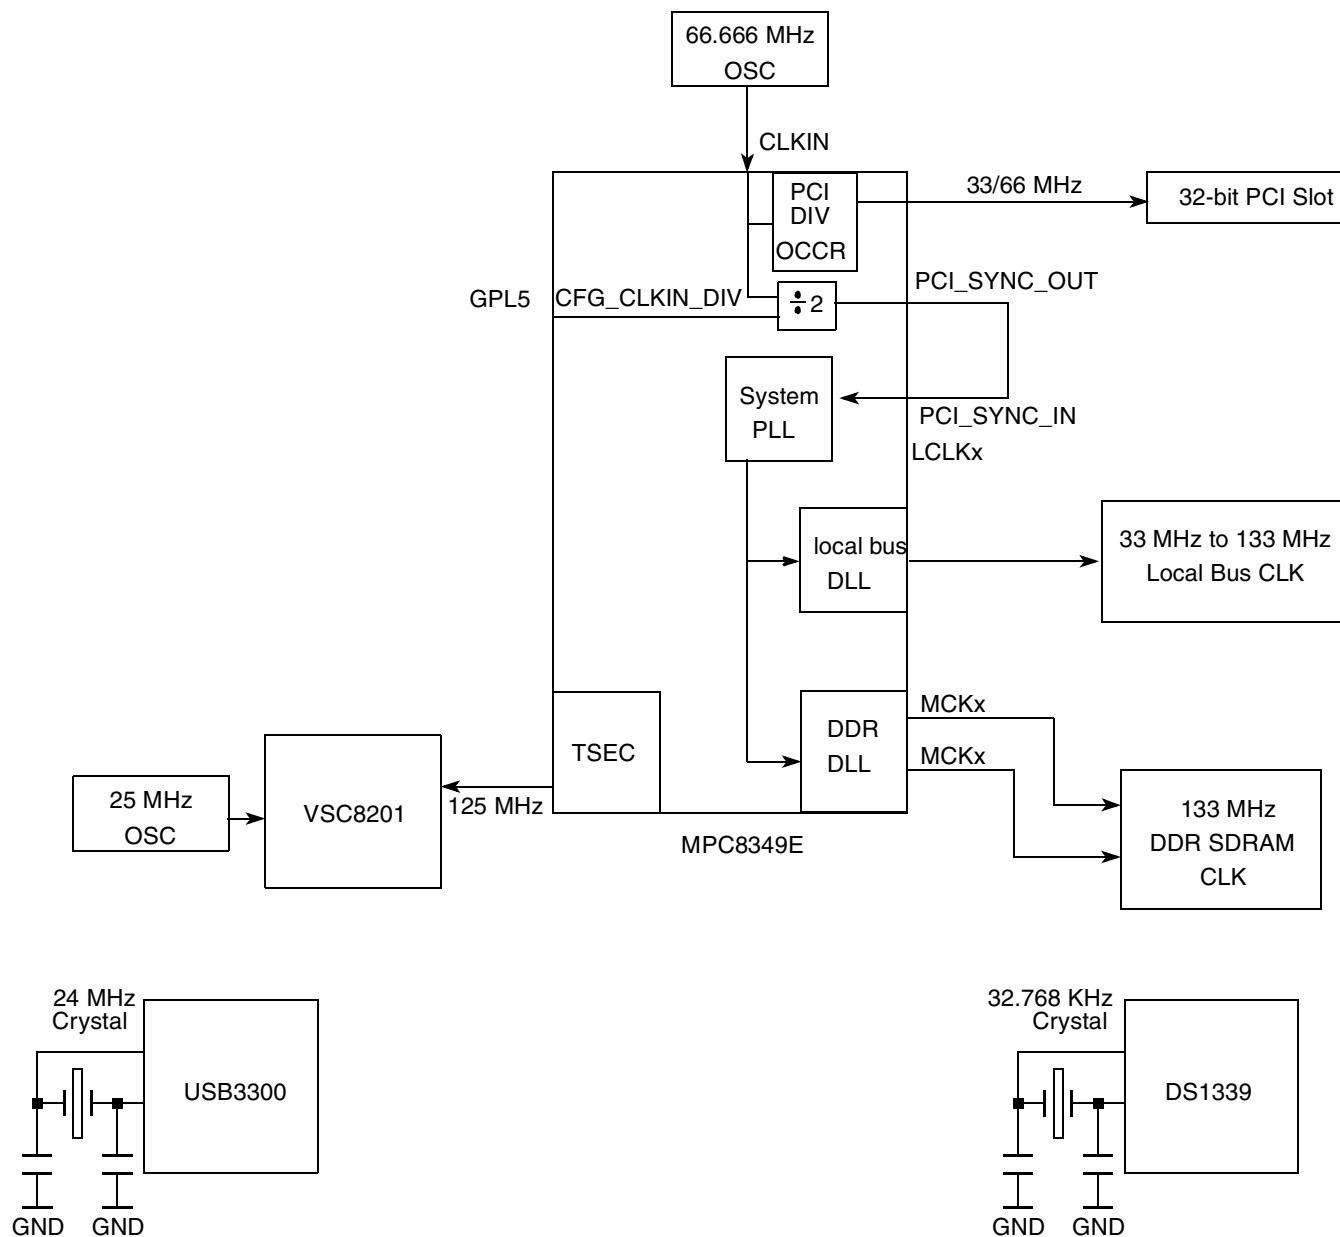 66.666 MHz
OSC
CLKIN
PCI
DIV
OCCR
33/66 MHz
32-bit PCI Slot
PCI_SYNC_OUT
GPL5
CFG_CLKIN_DIV
÷2
System
PLL
PCI_SYNC_IN
LCLKx
local bus
DLL
33 MHz to 133 MHz
Local Bus CLK
TSEC
DDR
DLL
MCKx
MCKx
25 MHz
OSC
VSC8201
125 MHz
MPC8349E
133 MHz
DDR SDRAM
CLK
24 MHz
Crystal
USB3300
GND
GND
32.768 KHz
Crystal
DS1339
GND
GND